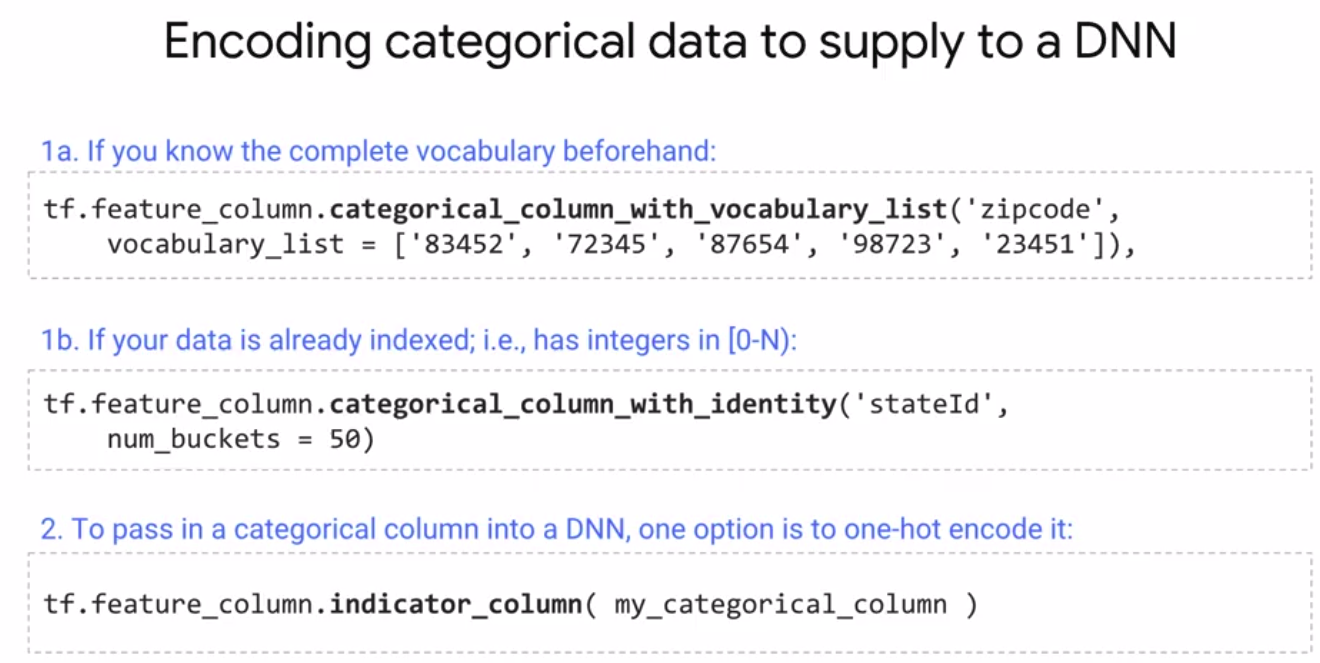 Encoding categorical data to supply to a DNN
1a. If you know the complete vocabulary beforehand:
tf.feature_column.categorical_column_with_vocabulary_list('zipcode',
vocabulary_list = ['83452', '72345', '87654', '98723', '23451']),
1b. If your data is already indexed; i.e., has integers in [0-N):
tf.feature_column.categorical_column_with_identity('stateId',
num_buckets = 50)
2. To pass in a categorical column into a DNN, one option is to one-hot encode it:
tf.feature_column.indicator_column( my_categorical_column )